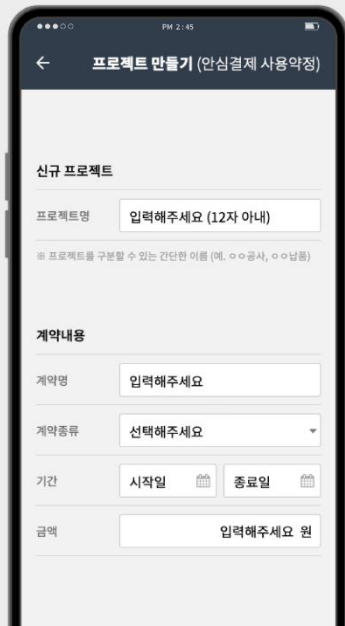 PM 2:45
프로젝트 만들기 (안심결제 사용약정)
신규 프로젝트
프로젝트명 입력해주세요 (12자 아내)
※ 프로젝트를 구분할 수 있는 간단한 이름 (예. ㅇㅇ공사, ㅇㅇ납품)
계약내용
계약명 입력해주세요
계약종류 선택해주세요
기간 시작일 종료일
금액 입력해주세요 원